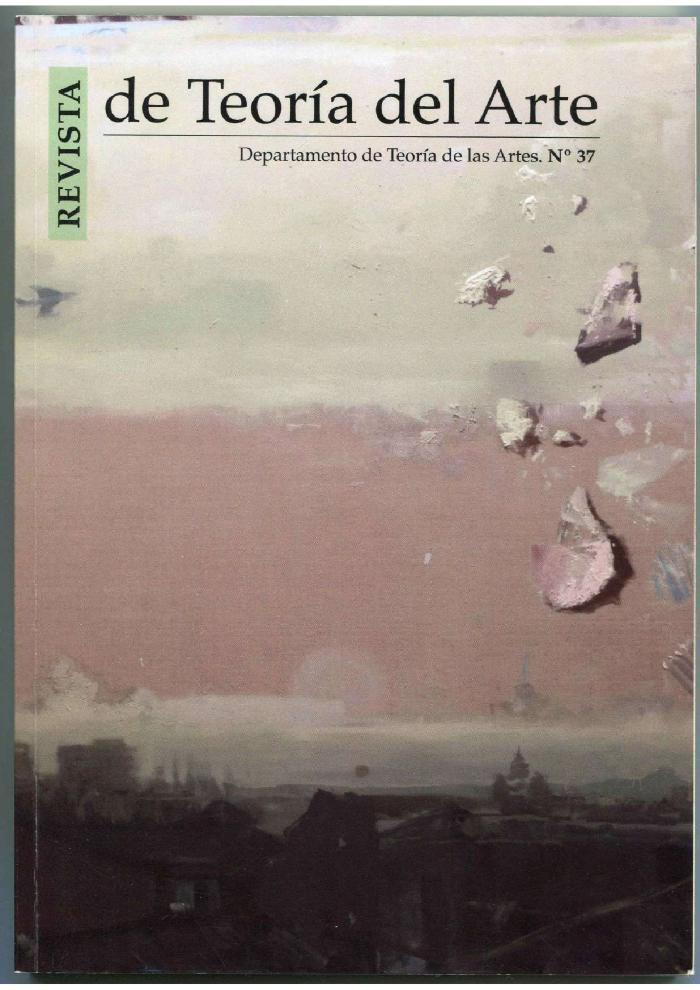 REVISTA
de Teoría del Arte
Departamento de Teoría de las Artes. Nº 37